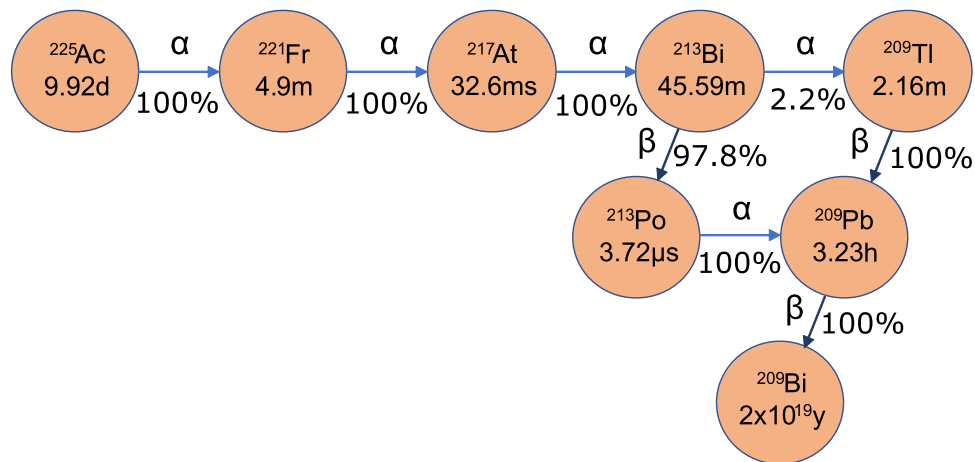 ²²⁵Ac
9.92d
α
100%
²²¹Fr
4.9m
α
100%
²¹⁷At
32.6ms
α
100%
²¹³Bi
45.59m
α
2.2%
²⁰⁹Tl
2.16m
β
97.8%
β
100%
²¹³Po
3.72µs
α
100%
²⁰⁹Pb
3.23h
β
100%
²⁰⁹Bi
2x10¹⁹y